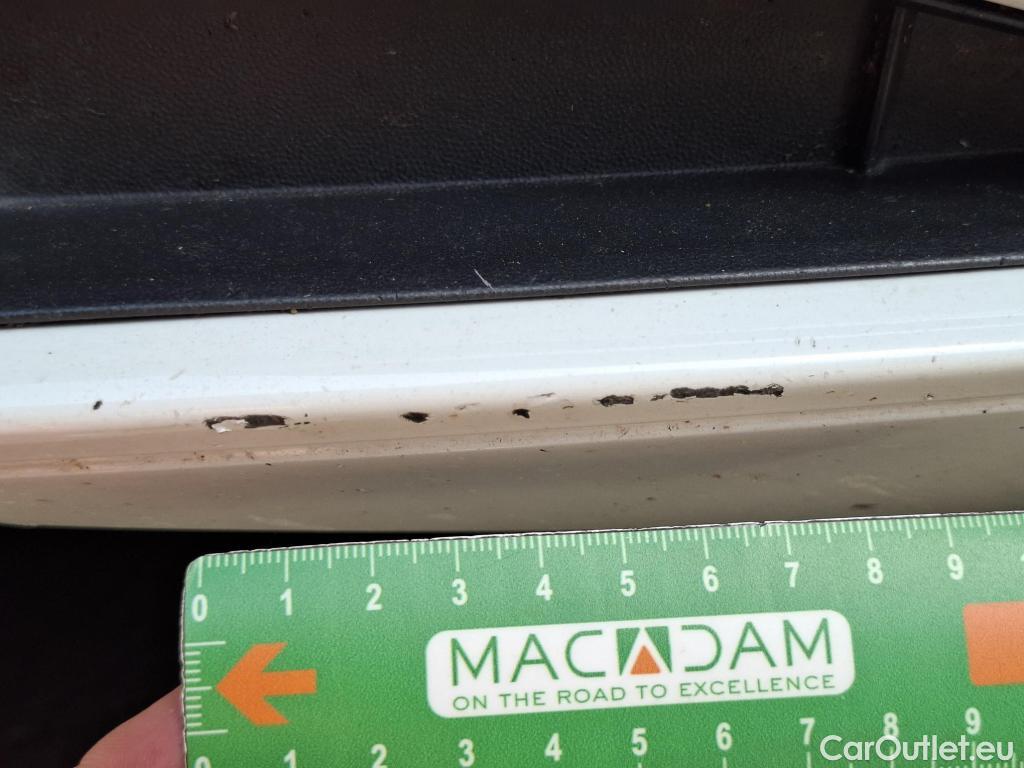 0 1 2 3 4 5 6 7 8 9
MACADAM
ON THE ROAD TO EXCELLENCE
1 2 3 4 5 6 7 8 9
CarOutlet.eu